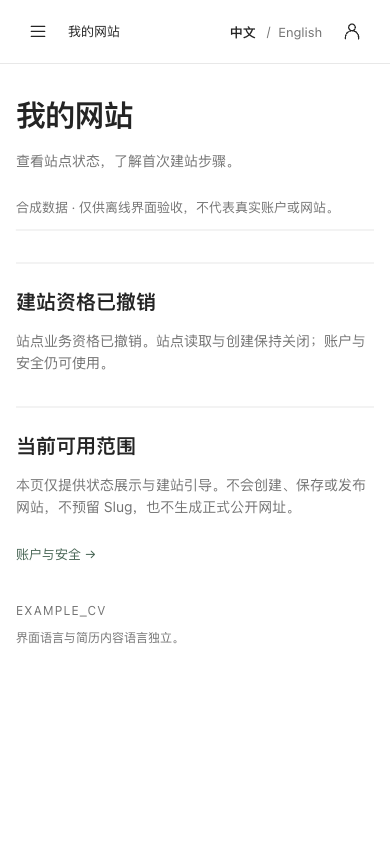 我的网站
中文 / English
我的网站
查看站点状态，了解首次建站步骤。
合成数据 · 仅供离线界面验收，不代表真实账户或网站。
建站资格已撤销
站点业务资格已撤销。站点读取与创建保持关闭；账户与
安全仍可使用。
当前可用范围
本页仅提供状态展示与建站引导。不会创建、保存或发布
网站，不预留 Slug，也不生成正式公开网址。
账户与安全 →
EXAMPLE_CV
界面语言与简历内容语言独立。